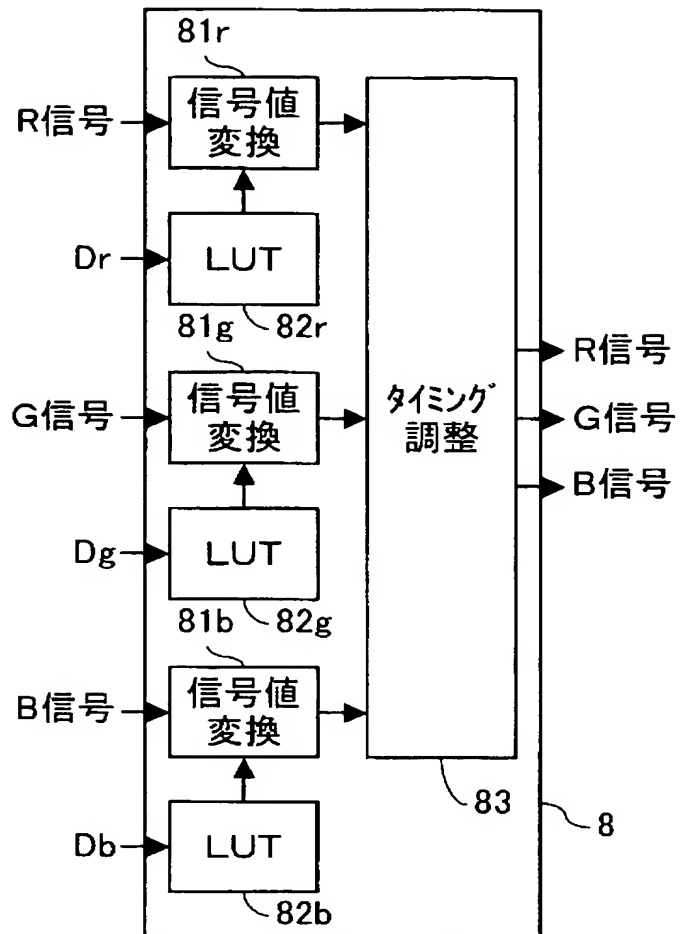 81r
R信号
信号値
変換
Dr
LUT
82r
81g
G信号
信号値
変換
Dg
LUT
82g
81b
B信号
信号値
変換
Db
LUT
82b
タイミング
調整
83
R信号
G信号
B信号
8